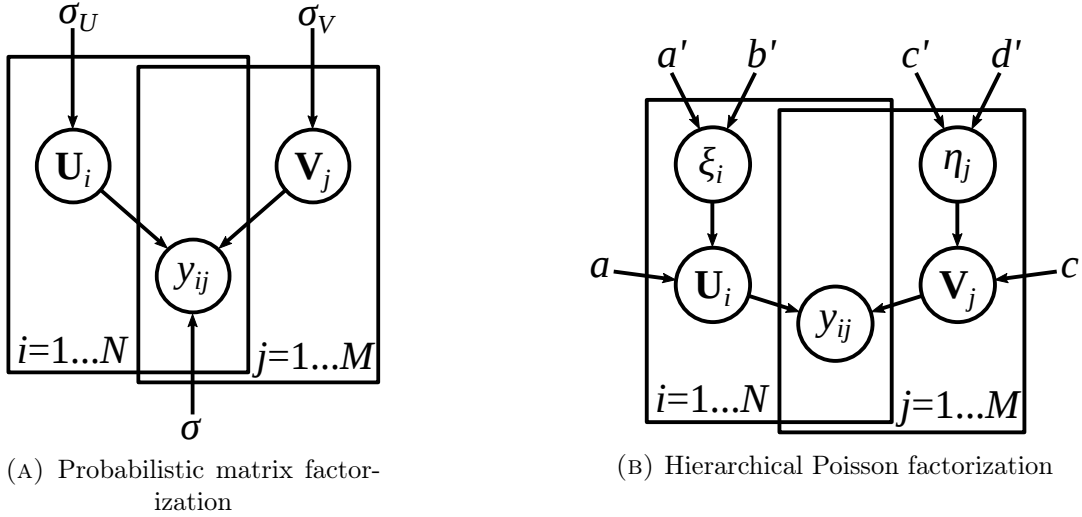 σ_U σ_V
U_i V_j
y_ij
i=1...N j=1...M
σ
(A) Probabilistic matrix factor-
ization
a' b' c' d'
ξ_i η_j
a U_i V_j c
y_ij
i=1...N j=1...M
(B) Hierarchical Poisson factorization